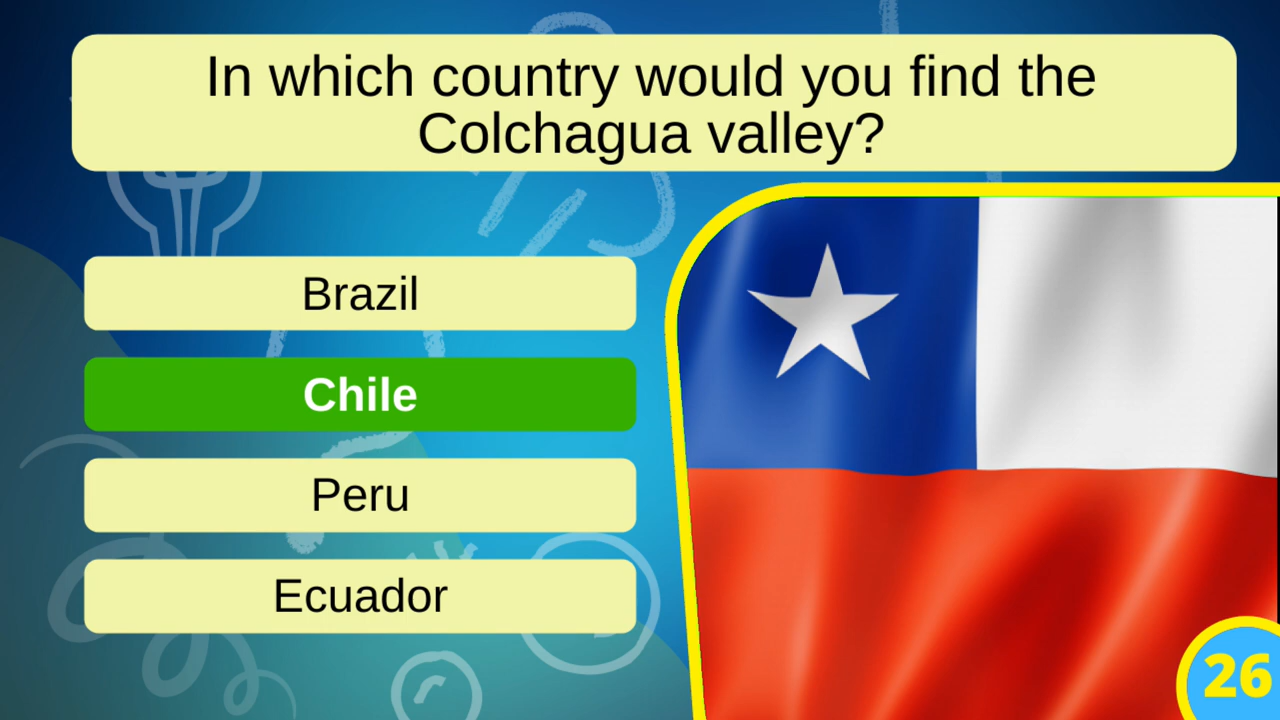 In which country would you find the
Colchagua valley?
Brazil
Chile
Peru
Ecuador
26